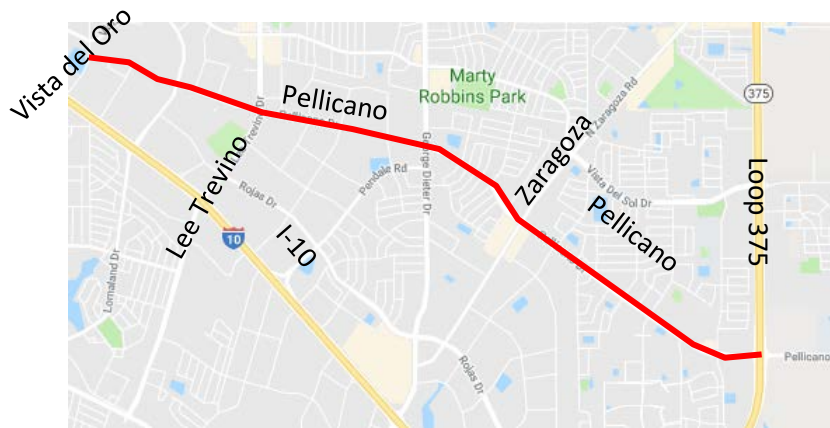 Vista del Oro
Pellicano
Marty
Robbins Park
375
N Zaragoza Rd
Zaragoza
Loop 375
George Dieter Dr
Pendale Rd
Vista Del Sol Dr
Lee Trevino
Rojas Dr
I-10
10
Pellicano
Lomaland Dr
Pellicano
Rojas Dr